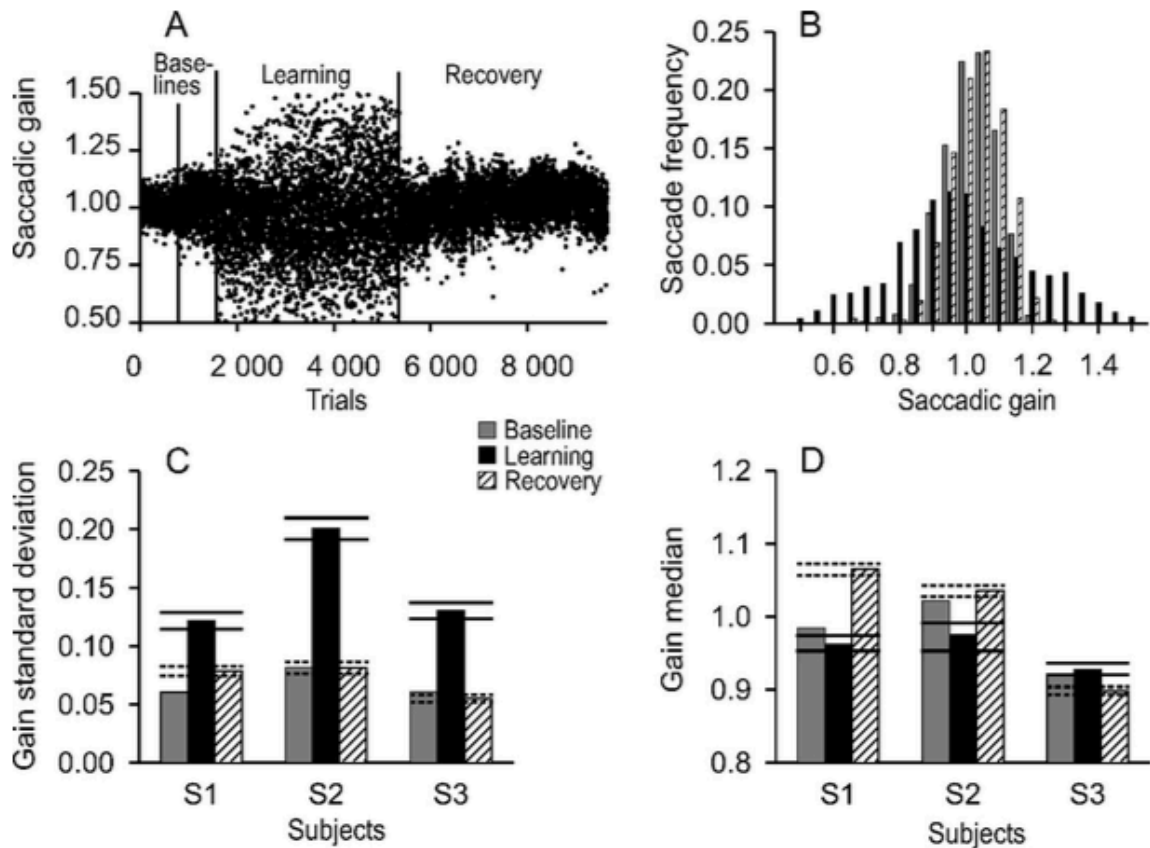 A
Saccadic gain
Base-
lines
Learning
Recovery
1.50
1.25
1.00
0.75
0.50
0
2 000
4 000
6 000
8 000
Trials
B
Saccade frequency
0.25
0.20
0.15
0.10
0.05
0.00
0.6
0.8
1.0
1.2
1.4
Saccadic gain
Baseline
Learning
Recovery
C
Gain standard deviation
0.25
0.20
0.15
0.10
0.05
0.00
S1
S2
S3
Subjects
D
Gain median
1.2
1.1
1.0
0.9
0.8
S1
S2
S3
Subjects